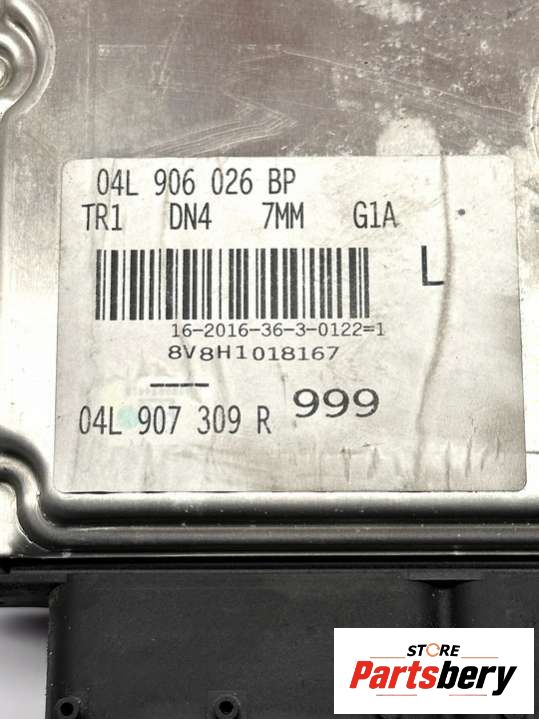 04L 906 026 BP
TR1 DN4 7MM G1A
L
16-2016-36-3-0122=1
8V8H1018167
----
04L 907 309 R 999
STORE
Partsbery